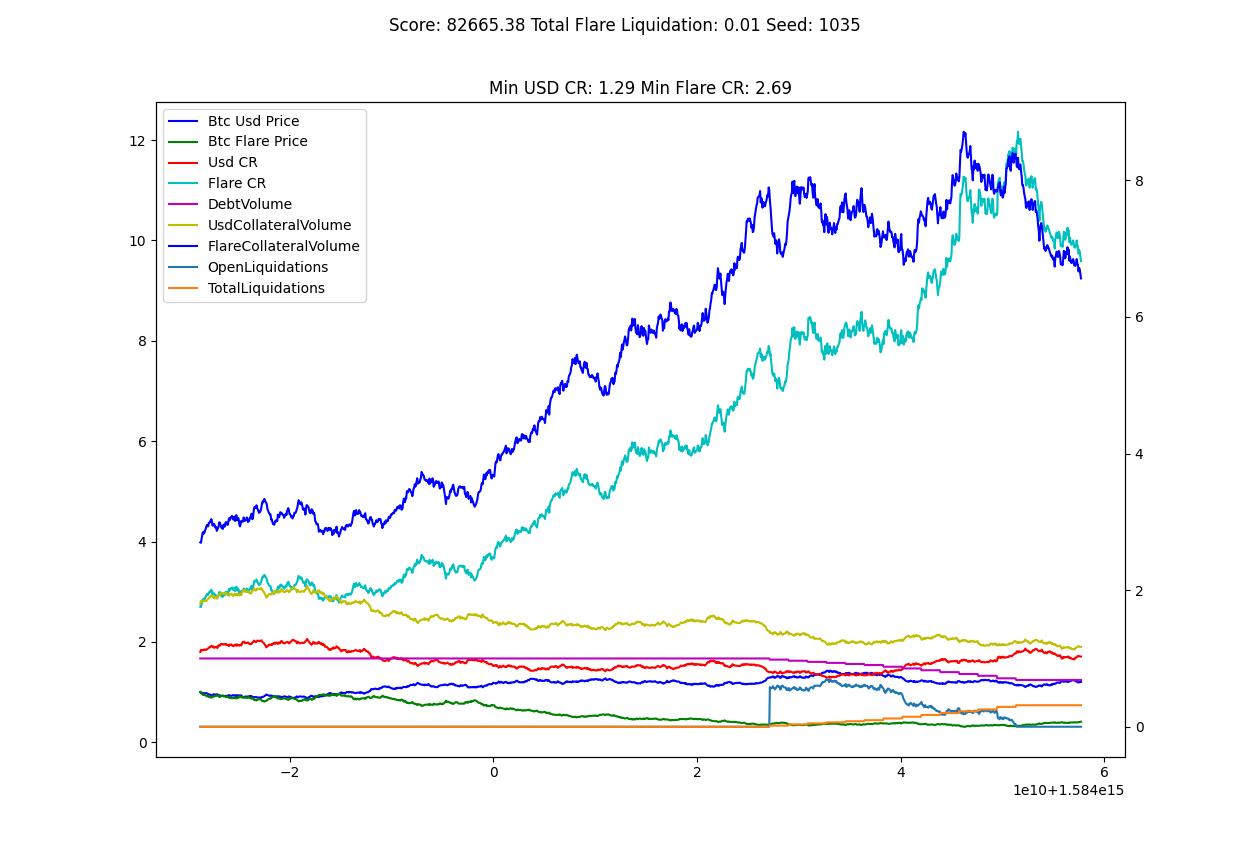 Score: 82665.38 Total Flare Liquidation: 0.01 Seed: 1035
Min USD CR: 1.29 Min Flare CR: 2.69
Btc Usd Price
Btc Flare Price
Usd CR
Flare CR
DebtVolume
UsdCollateralVolume
FlareCollateralVolume
OpenLiquidations
TotalLiquidations
12
10
8
6
4
2
0
8
6
4
2
0
−2
0
2
4
6
1e10+1.584e15